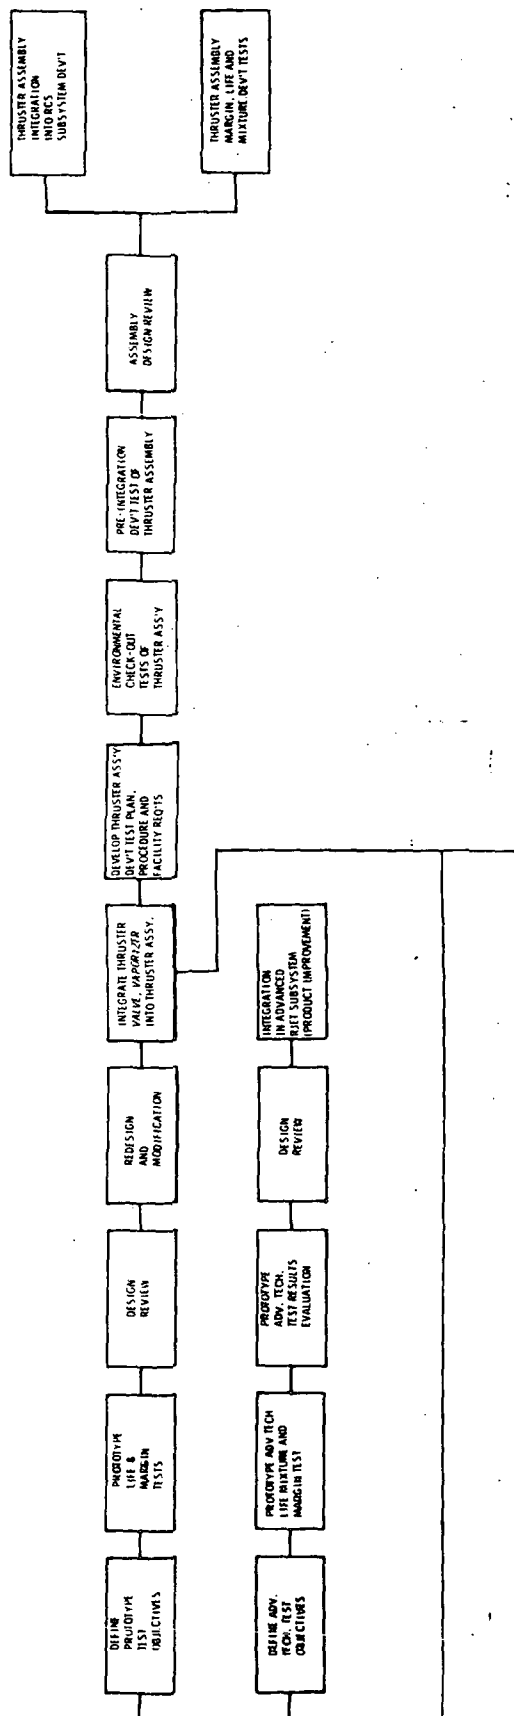 DEFINE
PROTOTYPE
TEST
OBJECTIVES
PROTOTYPE
LIFE &
MARGIN
TESTS
DESIGN
REVIEW
REDESIGN
AND
MODIFICATION
INTEGRATE THRUSTER
VALVE, VAPORIZER
INTO THRUSTER ASSY.
DEVELOP THRUSTER ASS'Y
DEV'T TEST PLAN,
PROCEDURE AND
FACILITY REQ'TS
ENVIRONMENTAL
CHECK-OUT
TESTS OF
THRUSTER ASS'Y
PRE-INTEGRATION
DEV'T TEST OF
THRUSTER ASSEMBLY
ASSEMBLY
DESIGN REVIEW
THRUSTER ASSEMBLY
INTEGRATION
INTO RCS
SUBSYSTEM DEV'T
THRUSTER ASSEMBLY
MARGIN, LIFE AND
MIXTURE DEV'T TESTS
DEFINE ADV.
TECH. TEST
OBJECTIVES
PROTOTYPE ADV TECH
LIFE MIXTURE AND
MARGIN TEST
PROTOTYPE
ADV. TECH.
TEST RESULTS
EVALUATION
DESIGN
REVIEW
INTEGRATION
IN ADVANCED
RJET SUBSYSTEM
(PRODUCT IMPROVEMENT)